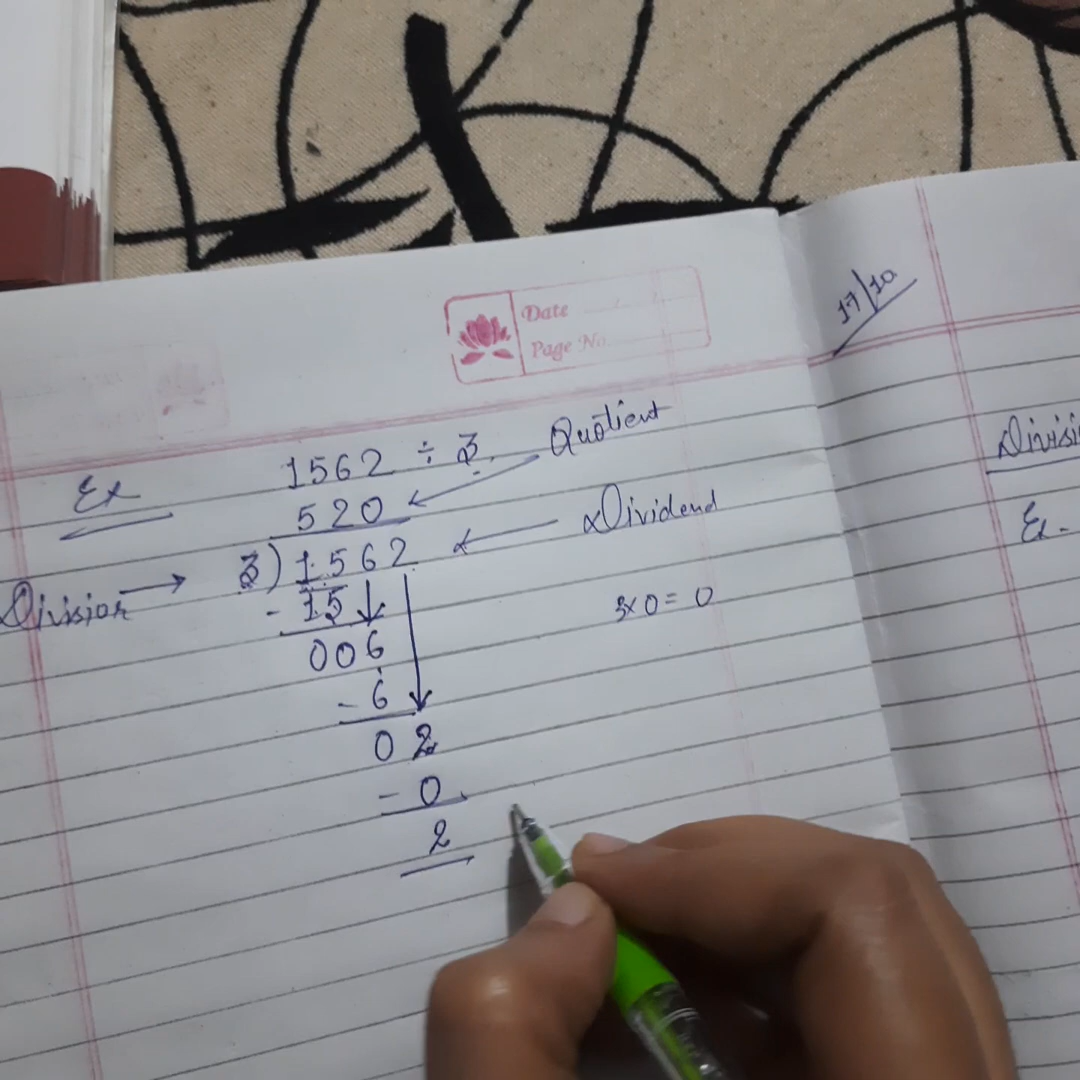 Date
Page No.
17/10
Ex
1562 ÷ 3
Quotient
520
Dividend
3) 1562
Division
- 15
3×0 = 0
006
- 6
02
- 0
2
Divisi
Ex -